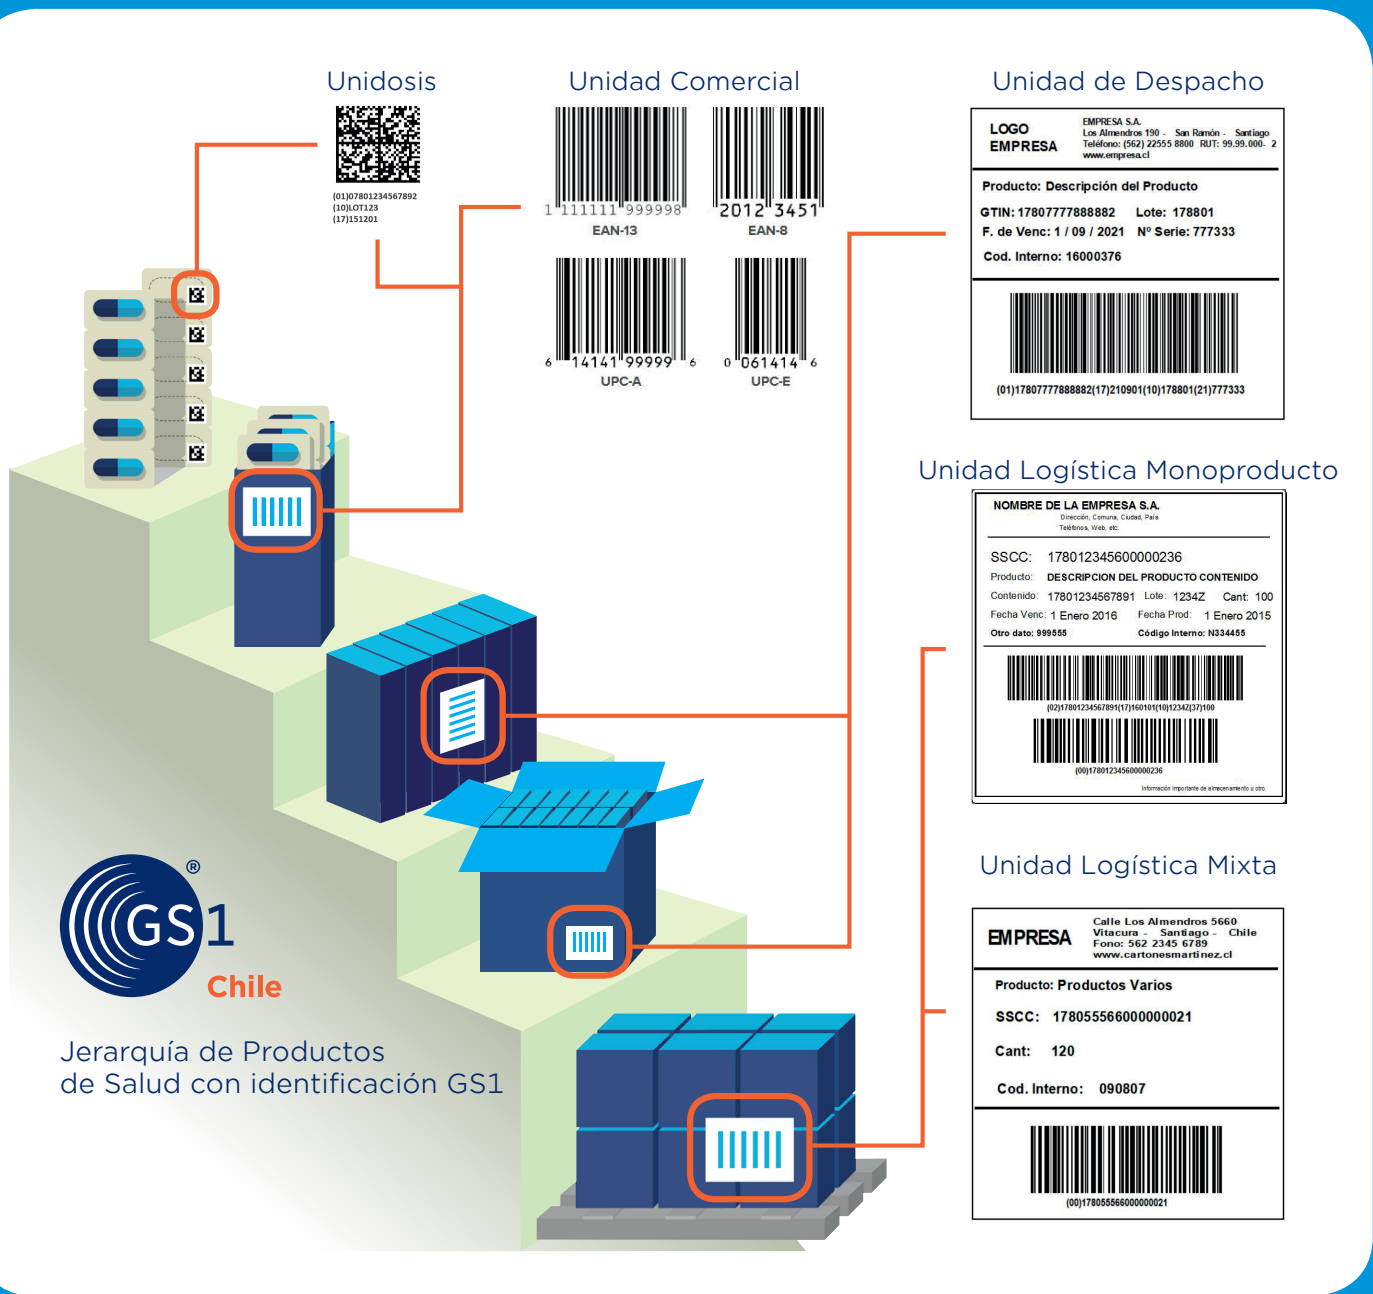 Unidosis
(01)07801234567892
(10)LOT123
(17)151201
Unidad Comercial
1 111111 999998
EAN-13
2012 3451
EAN-8
6 14141 99999 6
UPC-A
0 061414 6
UPC-E
Unidad de Despacho
LOGO
EMPRESA
EMPRESA S.A.
Los Almendros 190 - San Ramón - Santiago
Teléfono: (562) 22555 8800 RUT: 99.99.000- 2
www.empresa.cl
Producto: Descripción del Producto
GTIN: 17807777888882 Lote: 178801
F. de Venc: 1 / 09 / 2021 Nº Serie: 777333
Cod. Interno: 16000376
(01)17807777888882(17)210901(10)178801(21)777333
Unidad Logística Monoproducto
NOMBRE DE LA EMPRESA S.A.
Dirección, Comuna, Ciudad, País
Teléfonos, Web, etc.
SSCC: 178012345600000236
Producto: DESCRIPCION DEL PRODUCTO CONTENIDO
Contenido: 17801234567891 Lote: 1234Z Cant: 100
Fecha Venc: 1 Enero 2016 Fecha Prod: 1 Enero 2015
Otro dato: 999555 Código Interno: N334455
(02)17801234567891(17)160101(10)1234Z(37)100
(00)178012345600000236
Información Importante de almacenamiento u otro
Unidad Logística Mixta
EMPRESA
Calle Los Almendros 5660
Vitacura - Santiago - Chile
Fono: 562 2345 6789
www.cartonesmartinez.cl
Producto: Productos Varios
SSCC: 178055566000000021
Cant: 120
Cod. Interno: 090807
(00)178055566000000021
GS1 ®
Chile
Jerarquía de Productos
de Salud con identificación GS1